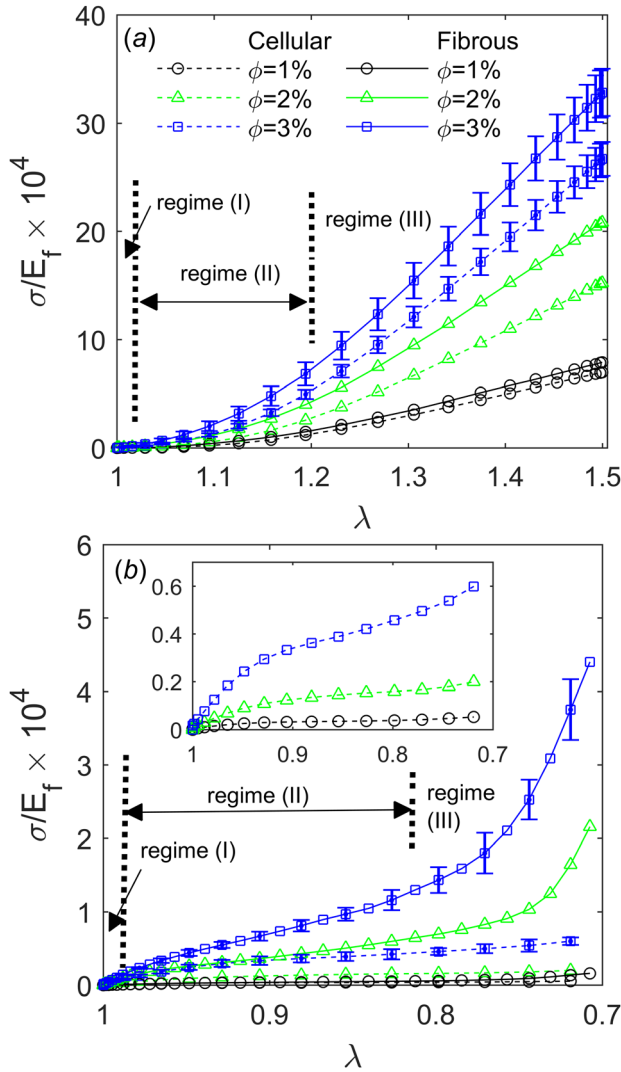 (a)
Cellular Fibrous
ϕ=1% ϕ=1%
ϕ=2% ϕ=2%
ϕ=3% ϕ=3%
regime (I)
regime (II)
regime (III)
40
30
20
10
0
σ/E_f × 10^4
1 1.1 1.2 1.3 1.4 1.5
λ
(b)
6
5
4
3
2
1
0
σ/E_f × 10^4
0.6
0.4
0.2
0
1 0.9 0.8 0.7
regime (II)
regime
(III)
regime (I)
1 0.9 0.8 0.7
λ